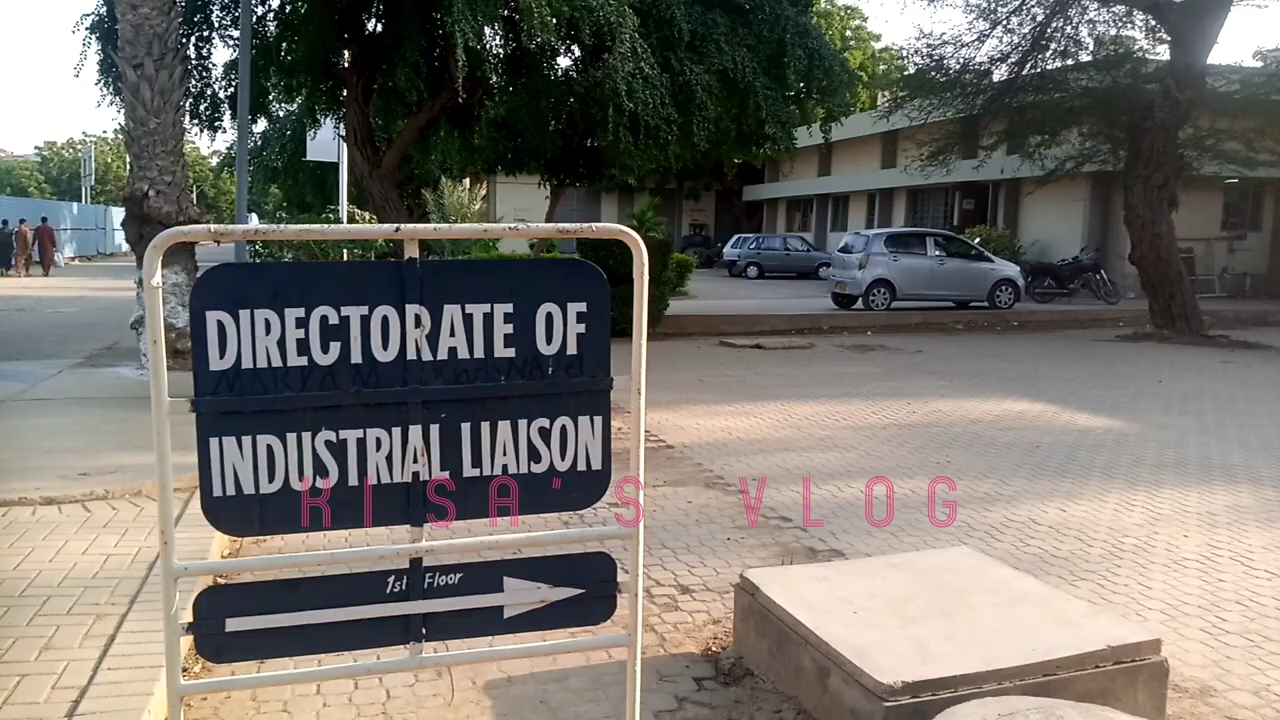 DIRECTORATE OF
INDUSTRIAL LIAISON
KISA'S VLOG
1st Floor